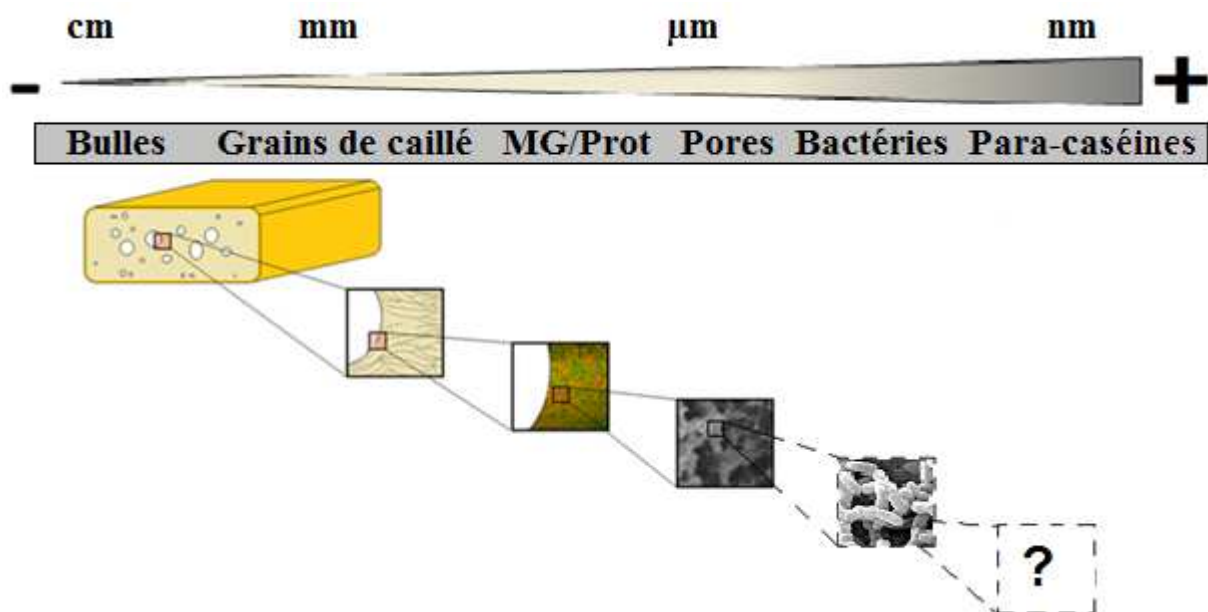 cm mm µm nm
- +
Bulles Grains de caillé MG/Prot Pores Bactéries Para-caséines
?